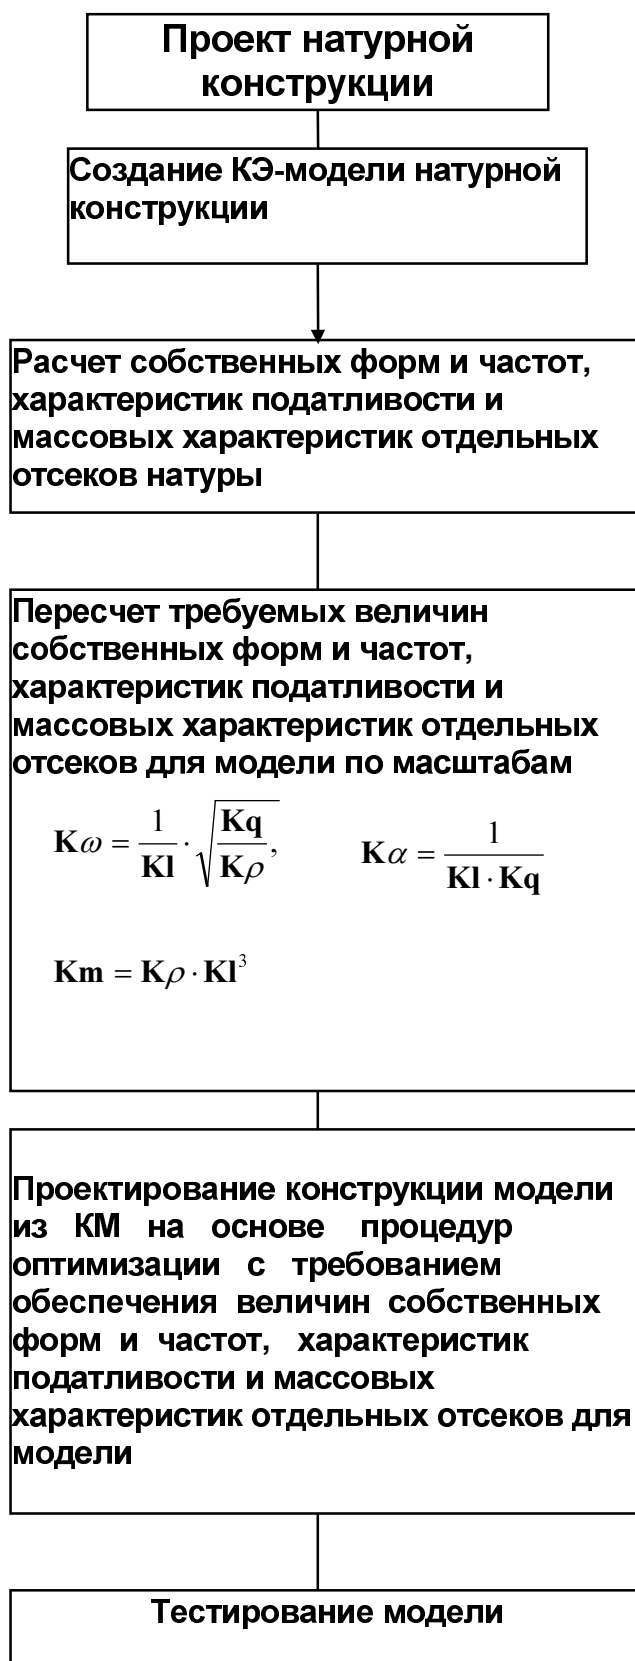 Проект натурной
конструкции
Создание КЭ-модели натурной
конструкции
Расчет собственных форм и частот,
характеристик податливости и
массовых характеристик отдельных
отсеков натуры
Пересчет требуемых величин
собственных форм и частот,
характеристик податливости и
массовых характеристик отдельных
отсеков для модели по масштабам
Kω = 1/Kl · √(Kq/Kρ), Kα = 1/(Kl · Kq)
Km = Kρ · Kl³
Проектирование конструкции модели
из КМ на основе процедур
оптимизации с требованием
обеспечения величин собственных
форм и частот, характеристик
податливости и массовых
характеристик отдельных отсеков для
модели
Тестирование модели